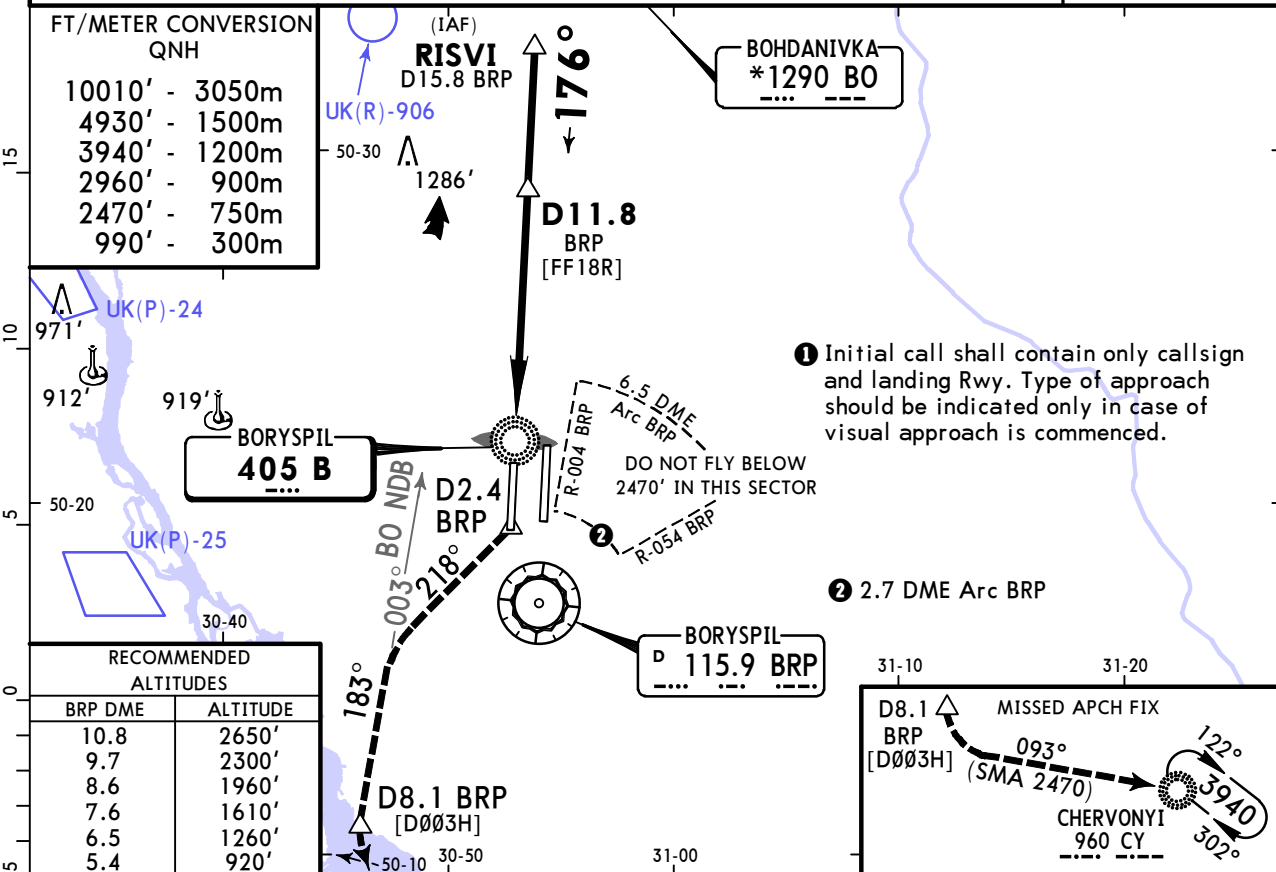 FT/METER CONVERSION
QNH
10010' - 3050m
4930' - 1500m
3940' - 1200m
2960' - 900m
2470' - 750m
990' - 300m
(IAF)
RISVI
D15.8 BRP
176°
UK(R)-906
BOHDANIVKA
*1290 BO
15
50-30
1286'
D11.8
BRP
[FF18R]
UK(P)-24
971'
10
912'
919'
❶ Initial call shall contain only callsign
and landing Rwy. Type of approach
should be indicated only in case of
visual approach is commenced.
6.5 DME
Arc BRP
R-004 BRP
DO NOT FLY BELOW
2470' IN THIS SECTOR
R-054 BRP
❷
BORYSPIL
405 B
D2.4
BRP
50-20
5
UK(P)-25
003° BO NDB
218°
❷ 2.7 DME Arc BRP
30-40
BORYSPIL
D 115.9 BRP
31-10
31-20
0
183°
RECOMMENDED
ALTITUDES
BRP DME ALTITUDE
10.8 2650'
9.7 2300'
8.6 1960'
7.6 1610'
6.5 1260'
5.4 920'
5
D8.1 BRP
[DØØ3H]
50-10
30-50
31-00
D8.1
BRP
[DØØ3H]
MISSED APCH FIX
093°
(SMA 2470)
122°
3940
302°
CHERVONYI
960 CY